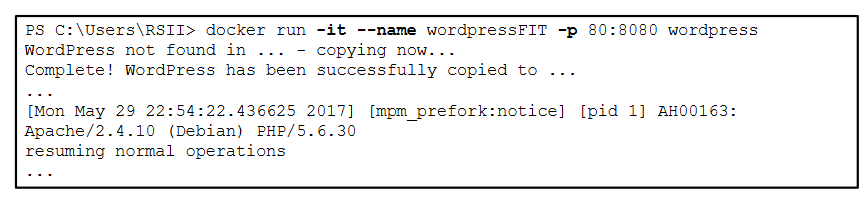 PS C:\Users\RSII> docker run -it --name wordpressFIT -p 80:8080 wordpress
WordPress not found in ... - copying now...
Complete! WordPress has been successfully copied to ...
...
[Mon May 29 22:54:22.436625 2017] [mpm_prefork:notice] [pid 1] AH00163:
Apache/2.4.10 (Debian) PHP/5.6.30
resuming normal operations
...